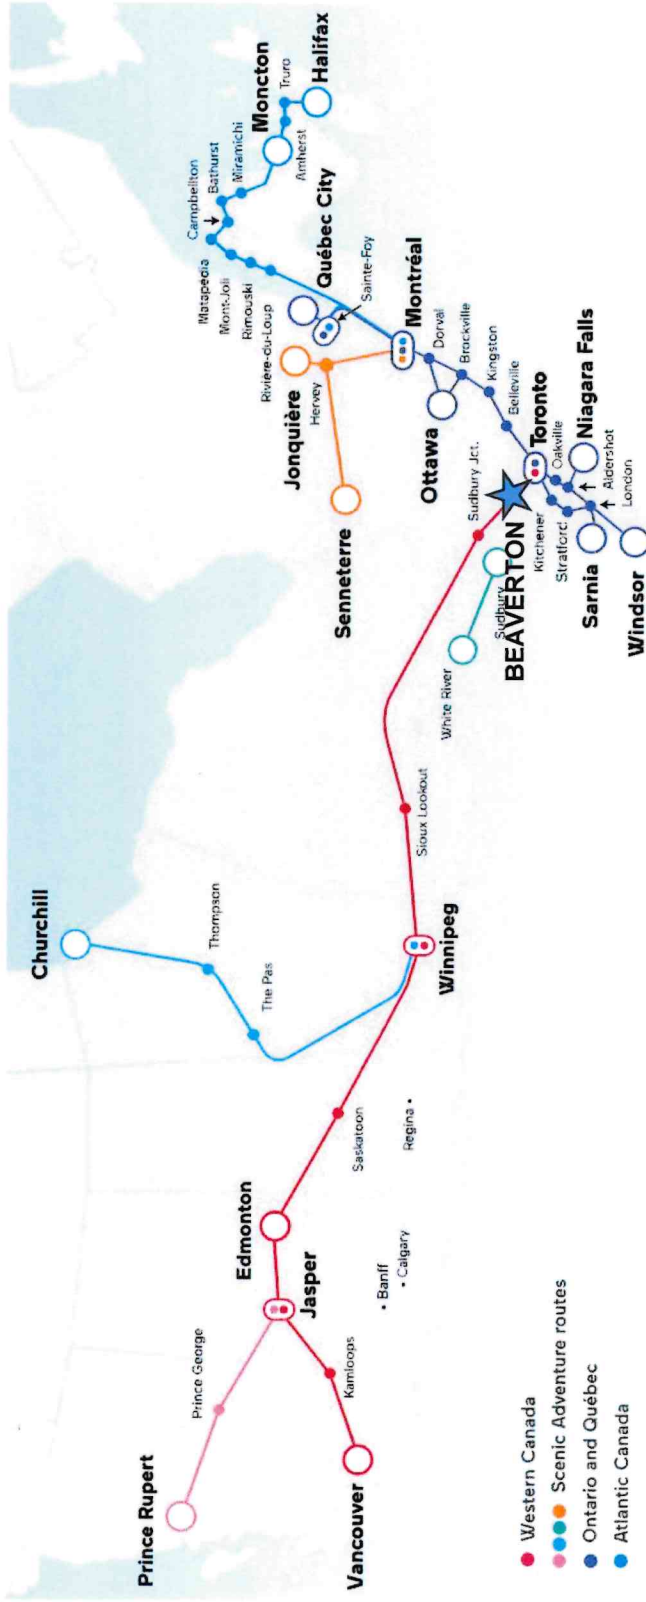 Prince Rupert
Prince George
Vancouver
Kamloops
Jasper
Edmonton
Banff
Calgary
Saskatoon
Regina
Winnipeg
The Pas
Thompson
Churchill
Sioux Lookout
White River
Sudbury
Sudbury Jct.
BEAVERTON
Toronto
Oakville
Aldershot
Niagara Falls
Kitchener
Stratford
London
Sarnia
Windsor
Belleville
Kingston
Brockville
Ottawa
Dorval
Montréal
Senneterre
Hervey
Jonquière
Sainte-Foy
Québec City
Rivière-du-Loup
Rimouski
Mont-Joli
Matapedia
Campbellton
Bathurst
Miramichi
Moncton
Amherst
Truro
Halifax
Western Canada
Scenic Adventure routes
Ontario and Québec
Atlantic Canada